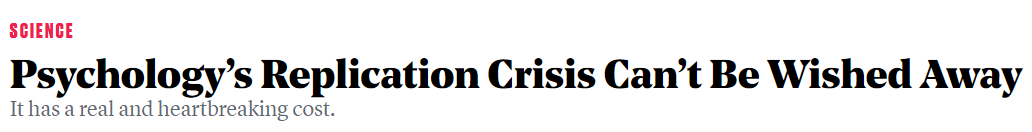 SCIENCE
Psychology’s Replication Crisis Can’t Be Wished Away
It has a real and heartbreaking cost.